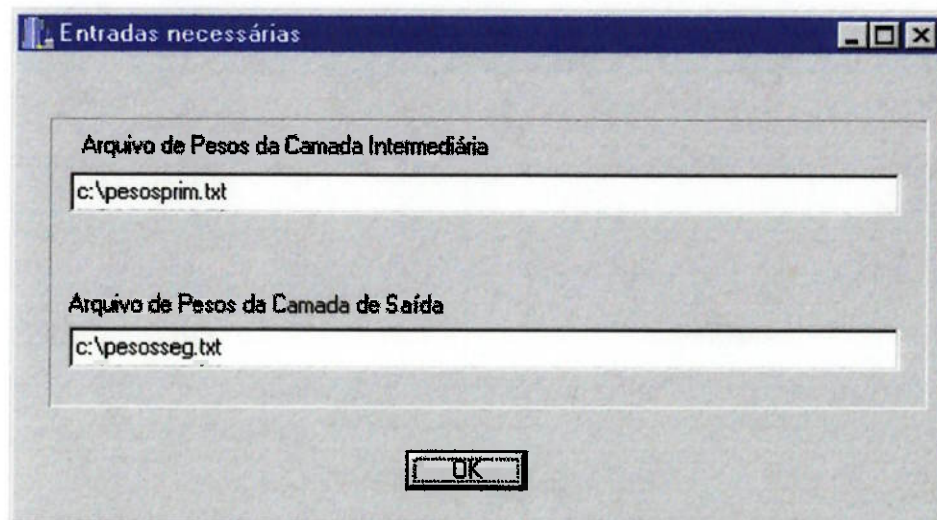 Entradas necessárias
Arquivo de Pesos da Camada Intermediária
c:\pesosprim.txt
Arquivo de Pesos da Camada de Saída
c:\pesosseg.txt
OK